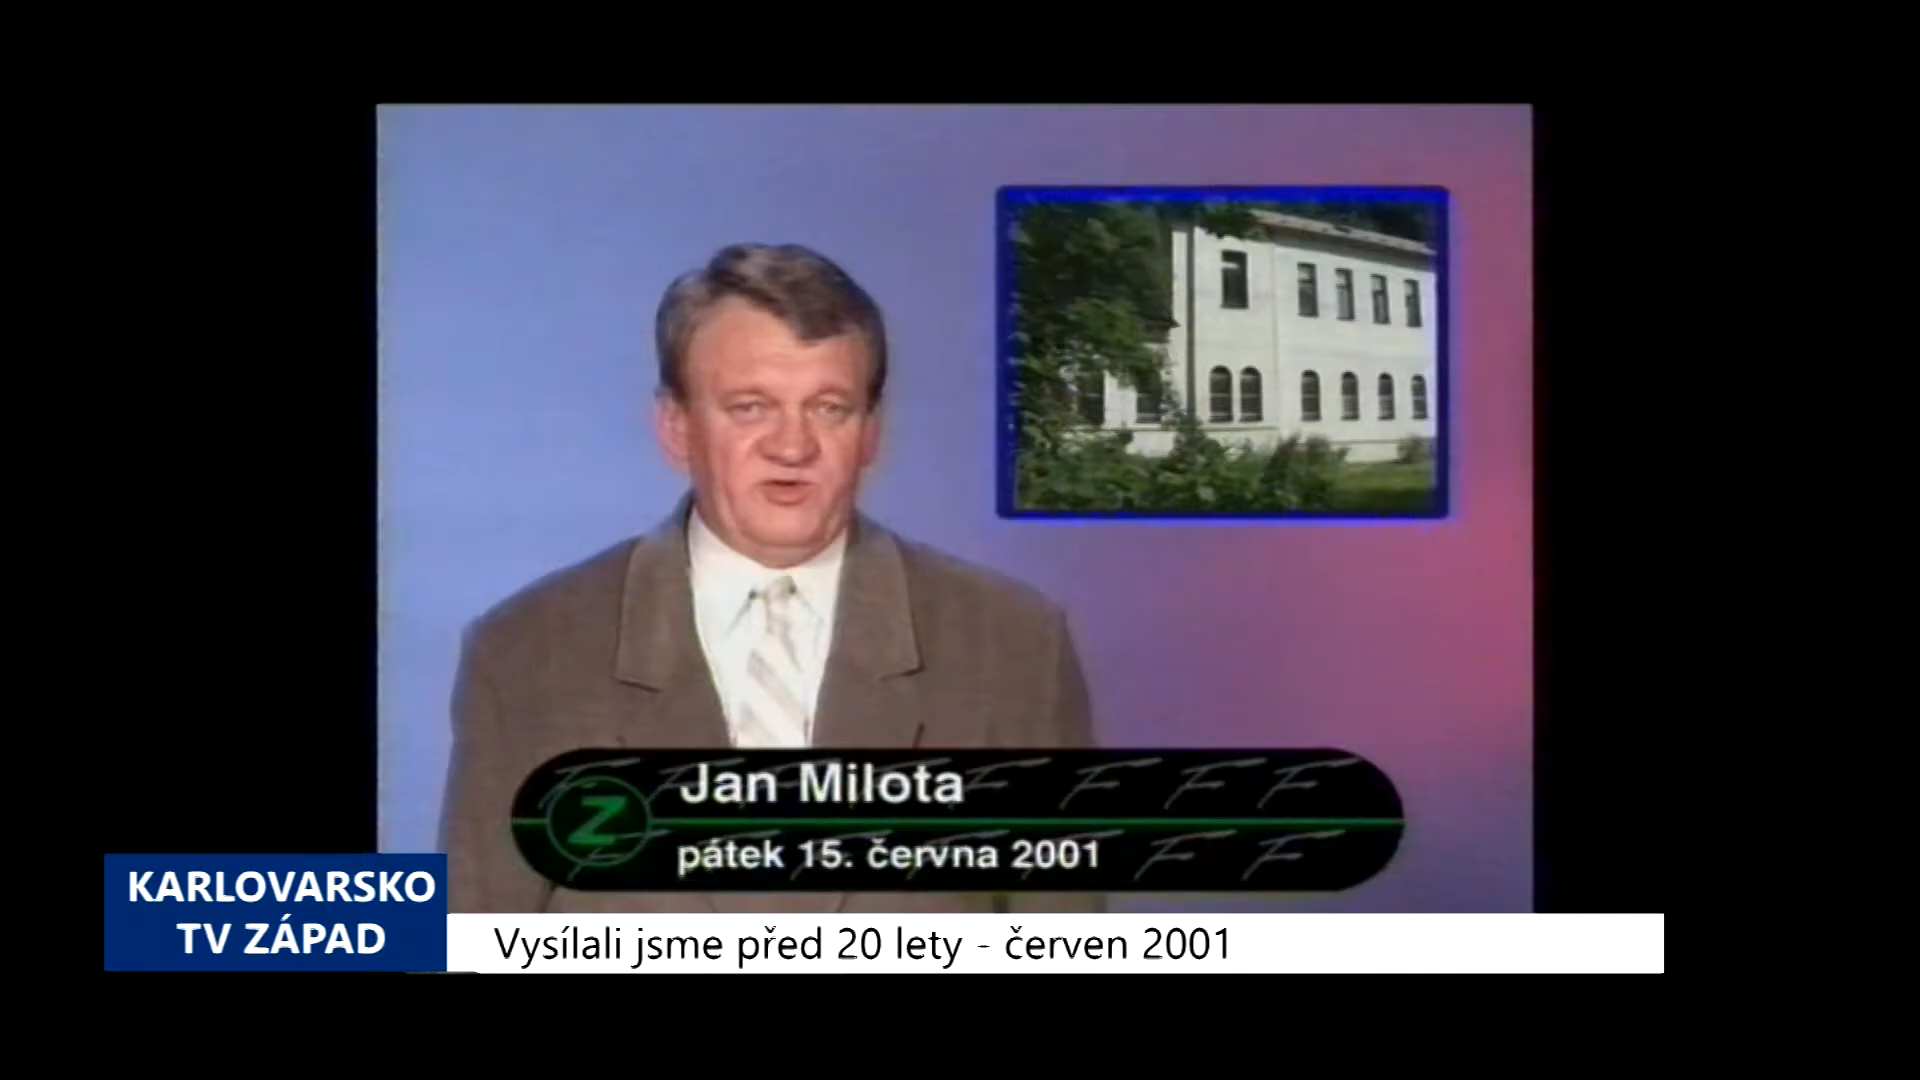 Z
Jan Milota
pátek 15. června 2001
KARLOVARSKO
TV ZÁPAD
Vysílali jsme před 20 lety - červen 2001